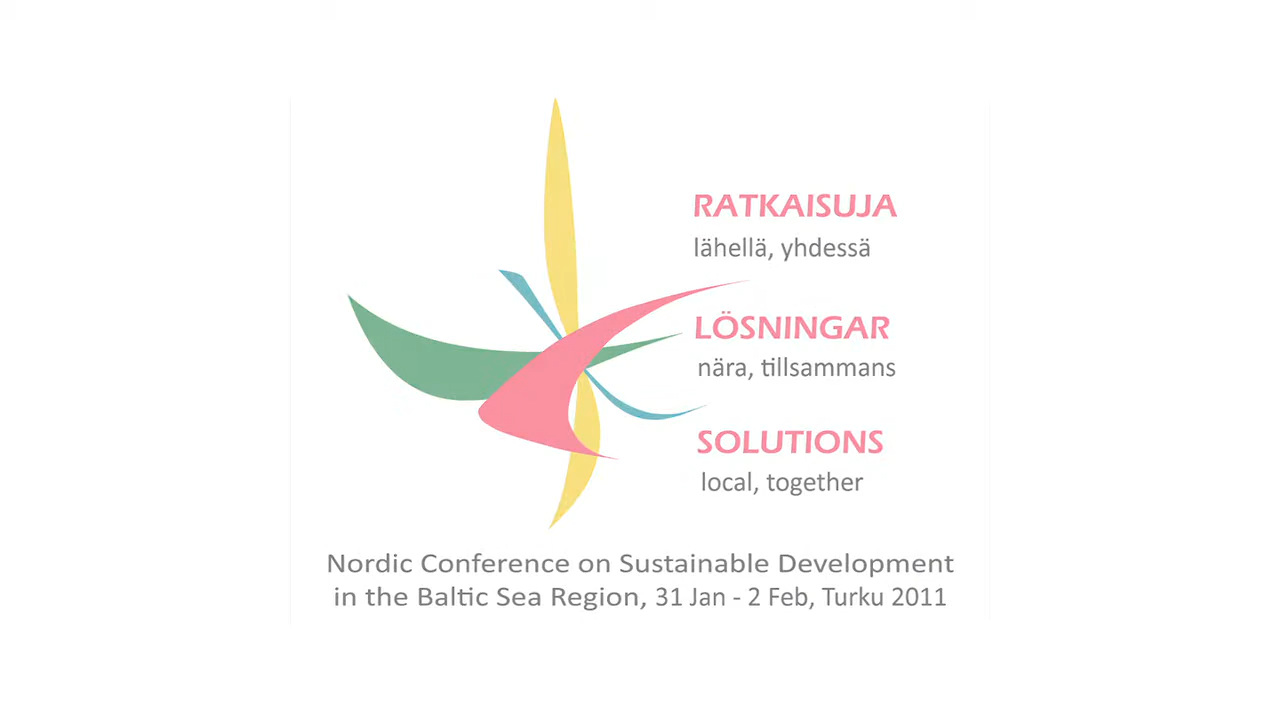 RATKAISUJA
lähellä, yhdessä
LÖSNINGAR
nära, tillsammans
SOLUTIONS
local, together
Nordic Conference on Sustainable Development
in the Baltic Sea Region, 31 Jan - 2 Feb, Turku 2011